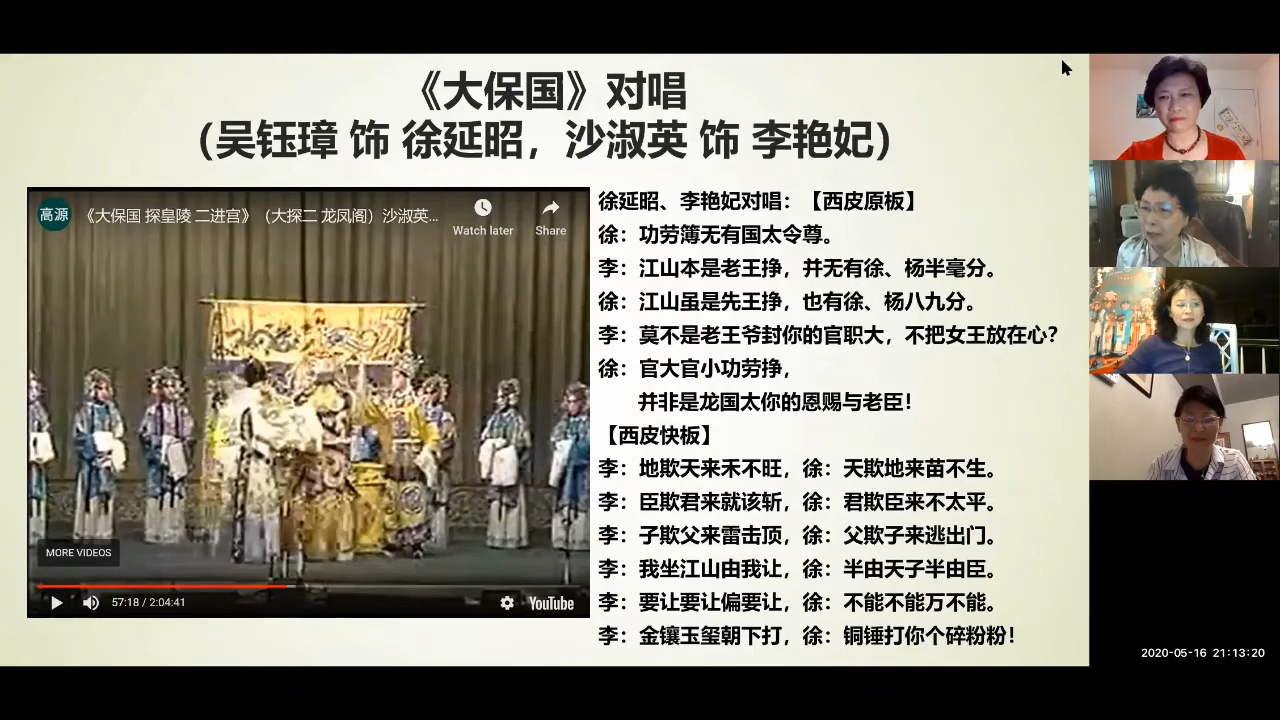 《大保国》对唱
（吴钰璋 饰 徐延昭，沙淑英 饰 李艳妃）
高源
《大保国 探皇陵 二进宫》（大探二 龙凤阁）沙淑英...
Watch later
Share
MORE VIDEOS
57:18 / 2:04:41
YouTube
徐延昭、李艳妃对唱：【西皮原板】
徐：功劳簿无有国太令尊。
李：江山本是老王挣，并无有徐、杨半毫分。
徐：江山虽是先王挣，也有徐、杨八九分。
李：莫不是老王爷封你的官职大，不把女王放在心？
徐：官大官小功劳挣，
并非是龙国太你的恩赐与老臣！
【西皮快板】
李：地欺天来禾不旺，徐：天欺地来苗不生。
李：臣欺君来就该斩，徐：君欺臣来不太平。
李：子欺父来雷击顶，徐：父欺子来逃出门。
李：我坐江山由我让，徐：半由天子半由臣。
李：要让要让偏要让，徐：不能不能万不能。
李：金镶玉玺朝下打，徐：铜锤打你个碎粉粉！
2020-05-16 21:13:20